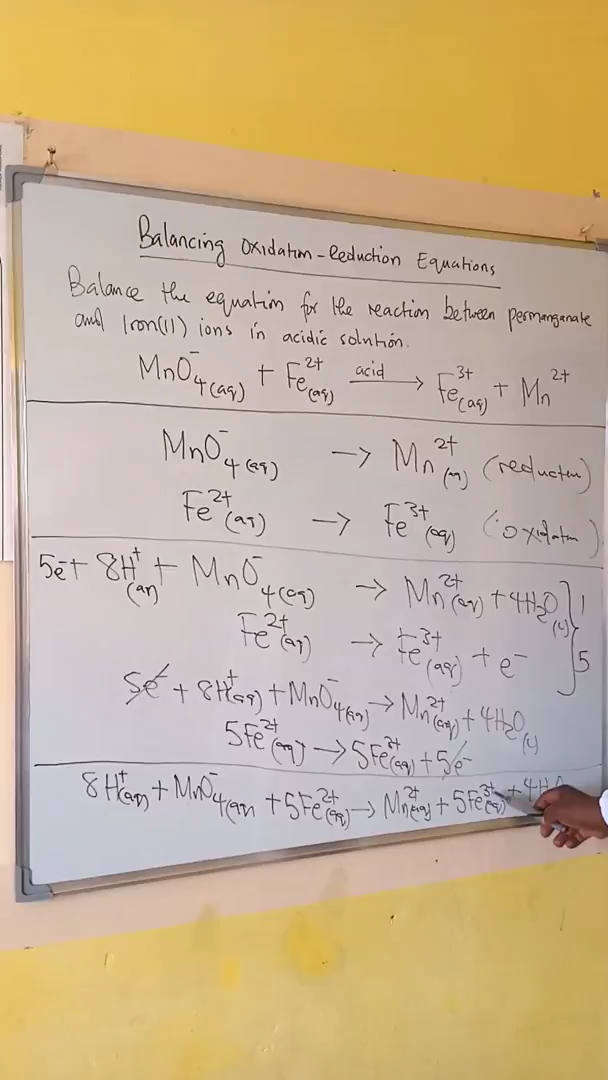 Balancing Oxidation-Reduction Equations
Balance the equation for the reaction between permanganate
and Iron(II) ions in acidic solution.
MnO₄⁻(aq) + Fe²⁺(aq) acid → Fe³⁺(aq) + Mn²⁺
MnO₄⁻(aq) → Mn²⁺(aq) (reduction)
Fe²⁺(aq) → Fe³⁺(aq) (oxidation)
5e⁻ + 8H⁺(aq) + MnO₄⁻(aq) → Mn²⁺(aq) + 4H₂O(l) } 1
Fe²⁺(aq) → Fe³⁺(aq) + e⁻ } 5
5e⁻ + 8H⁺(aq) + MnO₄⁻(aq) → Mn²⁺(aq) + 4H₂O(l)
5Fe²⁺(aq) → 5Fe³⁺(aq) + 5e⁻
8H⁺(aq) + MnO₄⁻(aq) + 5Fe²⁺(aq) → Mn²⁺(aq) + 5Fe³⁺(aq) + 4H₂O